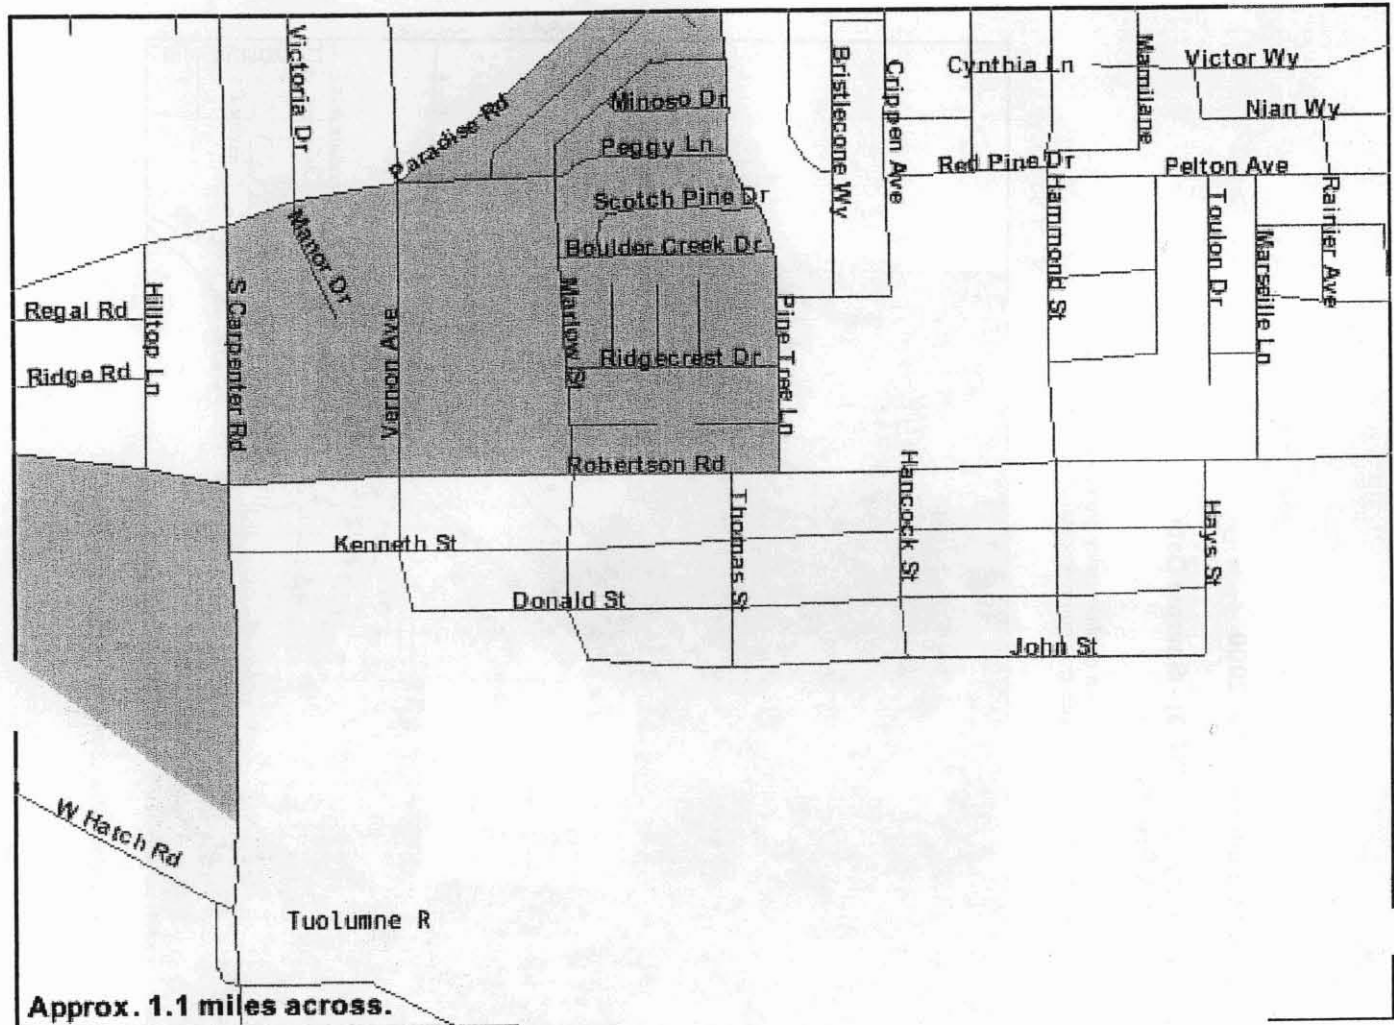 Victoria Dr
Paradise Rd
Minoso Dr
Peggy Ln
Scotch Pine Dr
Boulder Creek Dr
Bristlecone Wy
Crippen Ave
Cynthia Ln
Mamilane
Victor Wy
Nian Wy
Red Pine Dr
Pelton Ave
Hammond St
Toulon Dr
Marseille Ln
Rainier Ave
Manor Dr
Regal Rd
Ridge Rd
Hilltop Ln
S Carpenter Rd
Vernon Ave
Marlow St
Ridgecrest Dr
Pine Tree Ln
Robertson Rd
Kenneth St
Donald St
Thomas St
Hancock St
Hays St
John St
W Hatch Rd
Tuolumne R
Approx. 1.1 miles across.